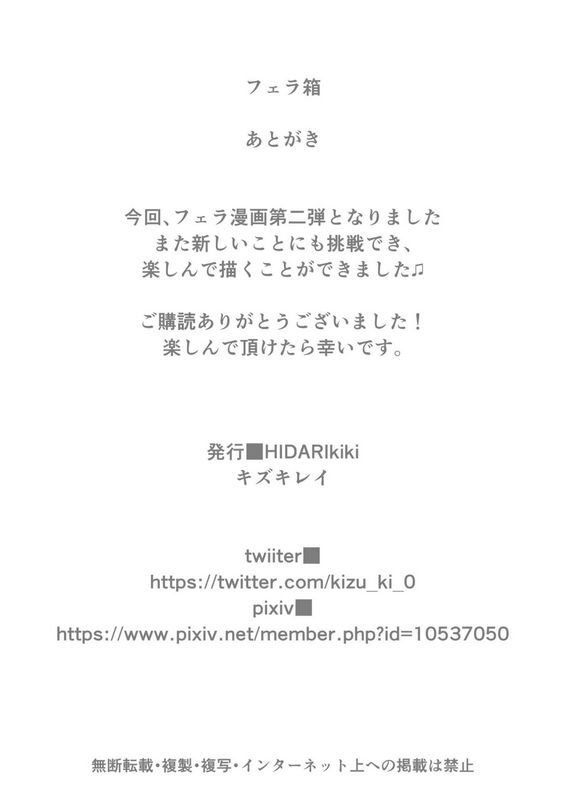 フェラ箱
あとがき
今回、フェラ漫画第二弾となりました
また新しいことにも挑戦でき、
楽しんで描くことができました♫
ご購読ありがとうございました！
楽しんで頂けたら幸いです。
発行■HIDARIkiki
キズキレイ
twiiter■
https://twitter.com/kizu_ki_0
pixiv■
https://www.pixiv.net/member.php?id=10537050
無断転載･複製･複写･インターネット上への掲載は禁止